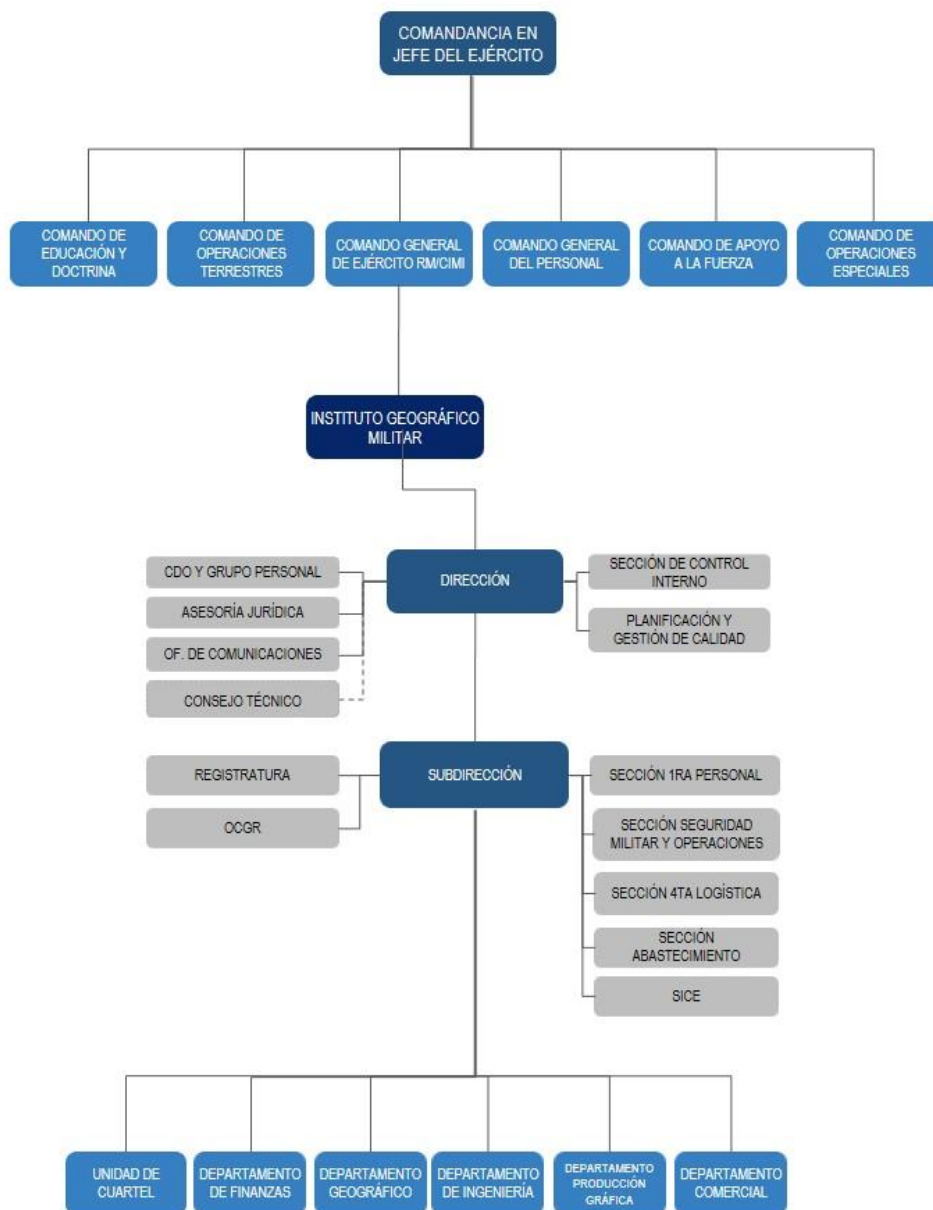 COMANDANCIA EN
JEFE DEL EJÉRCITO
COMANDO DE
EDUCACIÓN Y
DOCTRINA
COMANDO DE
OPERACIONES
TERRESTRES
COMANDO GENERAL
DE EJÉRCITO RM/CIMI
COMANDO GENERAL
DEL PERSONAL
COMANDO DE APOYO
A LA FUERZA
COMANDO DE
OPERACIONES
ESPECIALES
INSTITUTO GEOGRÁFICO
MILITAR
DIRECCIÓN
CDO Y GRUPO PERSONAL
ASESORÍA JURÍDICA
OF. DE COMUNICACIONES
CONSEJO TÉCNICO
SECCIÓN DE CONTROL
INTERNO
PLANIFICACIÓN Y
GESTIÓN DE CALIDAD
SUBDIRECCIÓN
REGISTRATURA
OCGR
SECCIÓN 1RA PERSONAL
SECCIÓN SEGURIDAD
MILITAR Y OPERACIONES
SECCIÓN 4TA LOGÍSTICA
SECCIÓN
ABASTECIMIENTO
SICE
UNIDAD DE
CUARTEL
DEPARTAMENTO
DE FINANZAS
DEPARTAMENTO
GEOGRÁFICO
DEPARTAMENTO
DE INGENIERÍA
DEPARTAMENTO
PRODUCCIÓN
GRÁFICA
DEPARTAMENTO
COMERCIAL